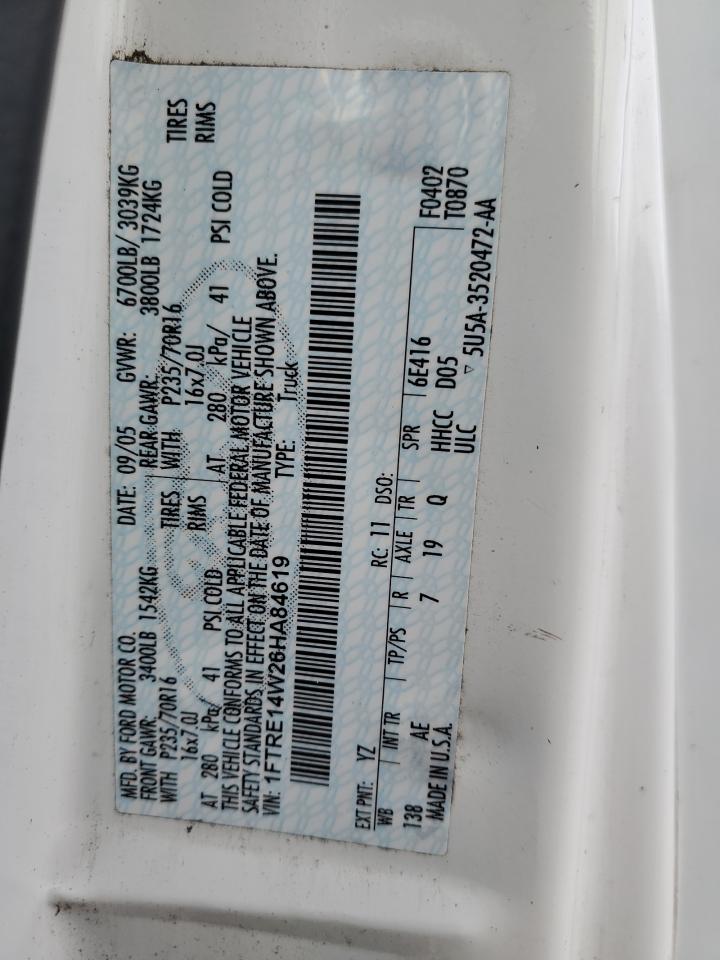 MFD. BY FORD MOTOR CO. DATE: 09/05 GVWR: 6700LB/ 3039KG
FRONT GAWR: 3400LB 1542KG REAR GAWR: 3800LB 1724KG
WITH P235/70R16 TIRES WITH P235/70R16 TIRES
16x7.0J RIMS 16x7.0J RIMS
AT 280 kPa/ 41 PSI COLD AT 280 kPa/ 41 PSI COLD
THIS VEHICLE CONFORMS TO ALL APPLICABLE FEDERAL MOTOR VEHICLE
SAFETY STANDARDS IN EFFECT ON THE DATE OF MANUFACTURE SHOWN ABOVE.
VIN: 1FTRE14W26HA84619 TYPE: Truck
EXT PNT: YZ RC: 11 DSO:
WB INT TR TP/PS R AXLE TR SPR 6E416 F0402
138 AE 7 19 Q HHCC D05 T0870
MADE IN U.S.A. ULC ▽ 5U5A-3520472-AA